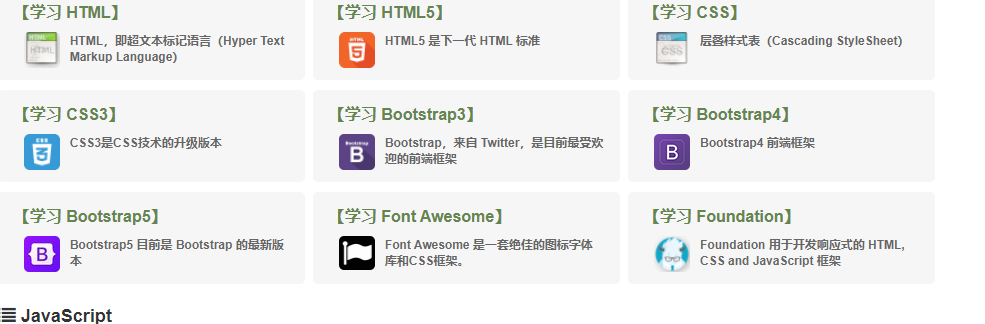 【学习 HTML】
HTML，即超文本标记语言（Hyper Text
Markup Language)
【学习 HTML5】
HTML5 是下一代 HTML 标准
【学习 CSS】
层叠样式表（Cascading StyleSheet)
【学习 CSS3】
CSS3是CSS技术的升级版本
【学习 Bootstrap3】
Bootstrap，来自 Twitter，是目前最受欢
迎的前端框架
【学习 Bootstrap4】
Bootstrap4 前端框架
【学习 Bootstrap5】
Bootstrap5 目前是 Bootstrap 的最新版
本
【学习 Font Awesome】
Font Awesome 是一套绝佳的图标字体
库和CSS框架。
【学习 Foundation】
Foundation 用于开发响应式的 HTML,
CSS and JavaScript 框架
JavaScript